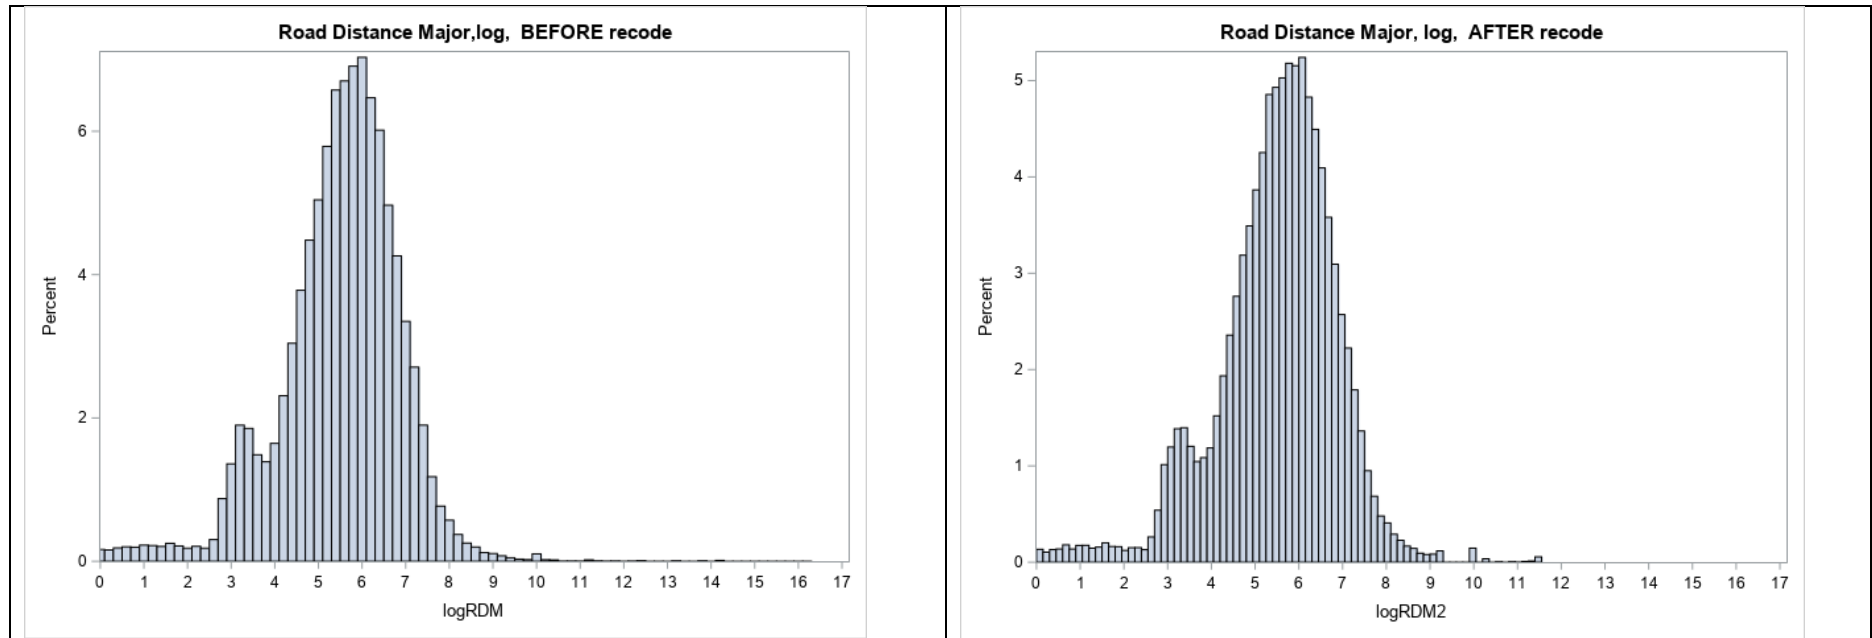 Road Distance Major,log, BEFORE recode
6
4
2
0
Percent
0 1 2 3 4 5 6 7 8 9 10 11 12 13 14 15 16 17
logRDM
Road Distance Major, log, AFTER recode
5
4
3
2
1
0
Percent
0 1 2 3 4 5 6 7 8 9 10 11 12 13 14 15 16 17
logRDM2